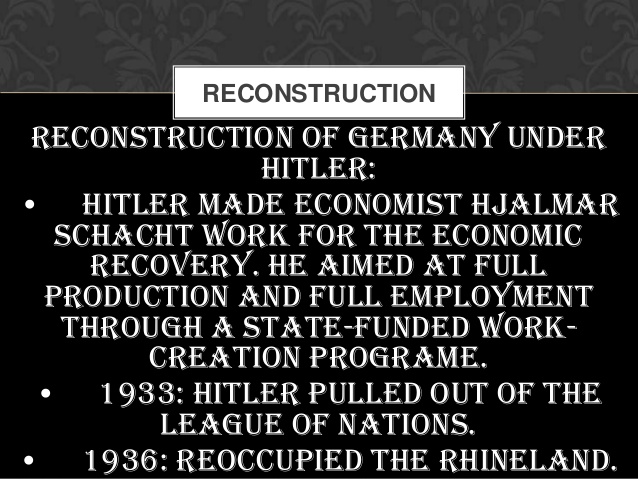 RECONSTRUCTION
RECONSTRUCTION OF GERMANY UNDER
HITLER:
• HITLER MADE ECONOMIST HJALMAR
SCHACHT WORK FOR THE ECONOMIC
RECOVERY. HE AIMED AT FULL
PRODUCTION AND FULL EMPLOYMENT
THROUGH A STATE-FUNDED WORK-
CREATION PROGRAME.
• 1933: HITLER PULLED OUT OF THE
LEAGUE OF NATIONS.
• 1936: REOCCUPIED THE RHINELAND.